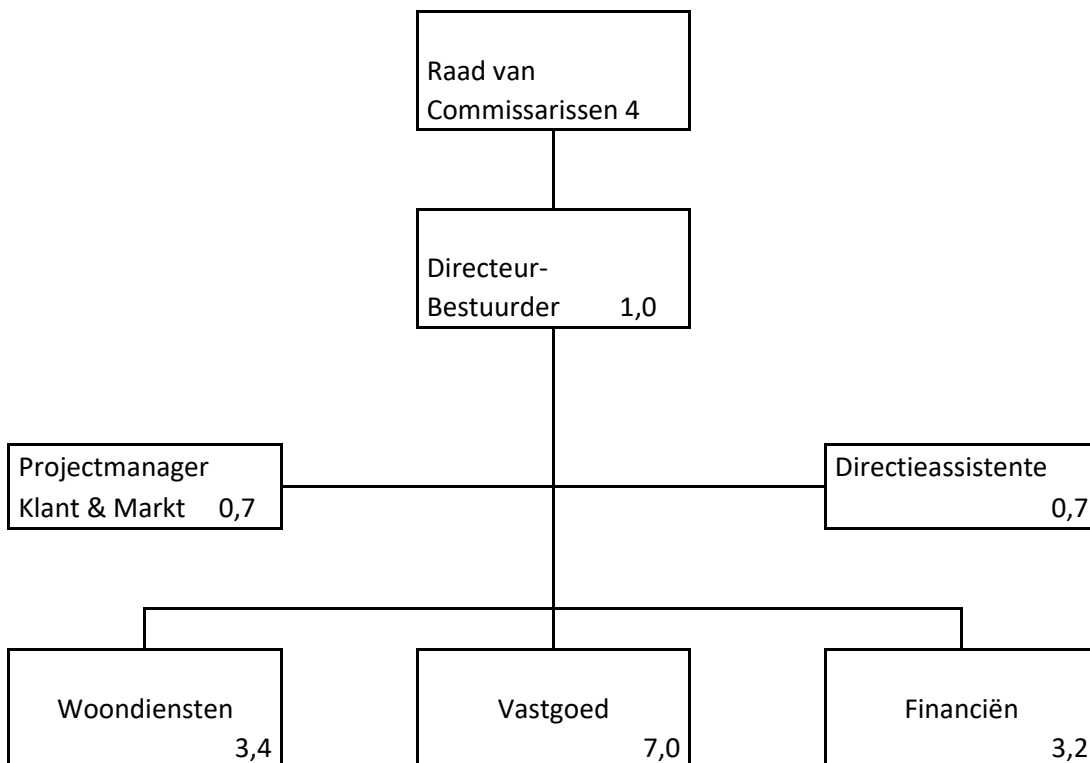 Raad van
Commissarissen 4
Directeur-
Bestuurder 1,0
Projectmanager
Klant & Markt 0,7
Directieassistente
0,7
Woondiensten
3,4
Vastgoed
7,0
Financiën
3,2